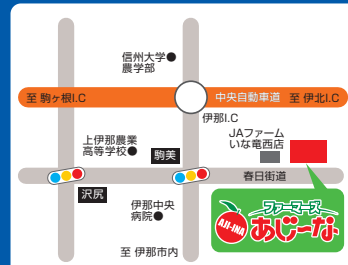 信州大学●
農学部
至 駒ヶ根I.C
中央自動車道
至 伊北I.C
伊那I.C
上伊那農業
高等学校●
駒美
JAファーム
いな竜西店
春日街道
沢尻
伊那中央
病院●
至 伊那市内
ファーマーズ
AJI-INA
あじ〜な